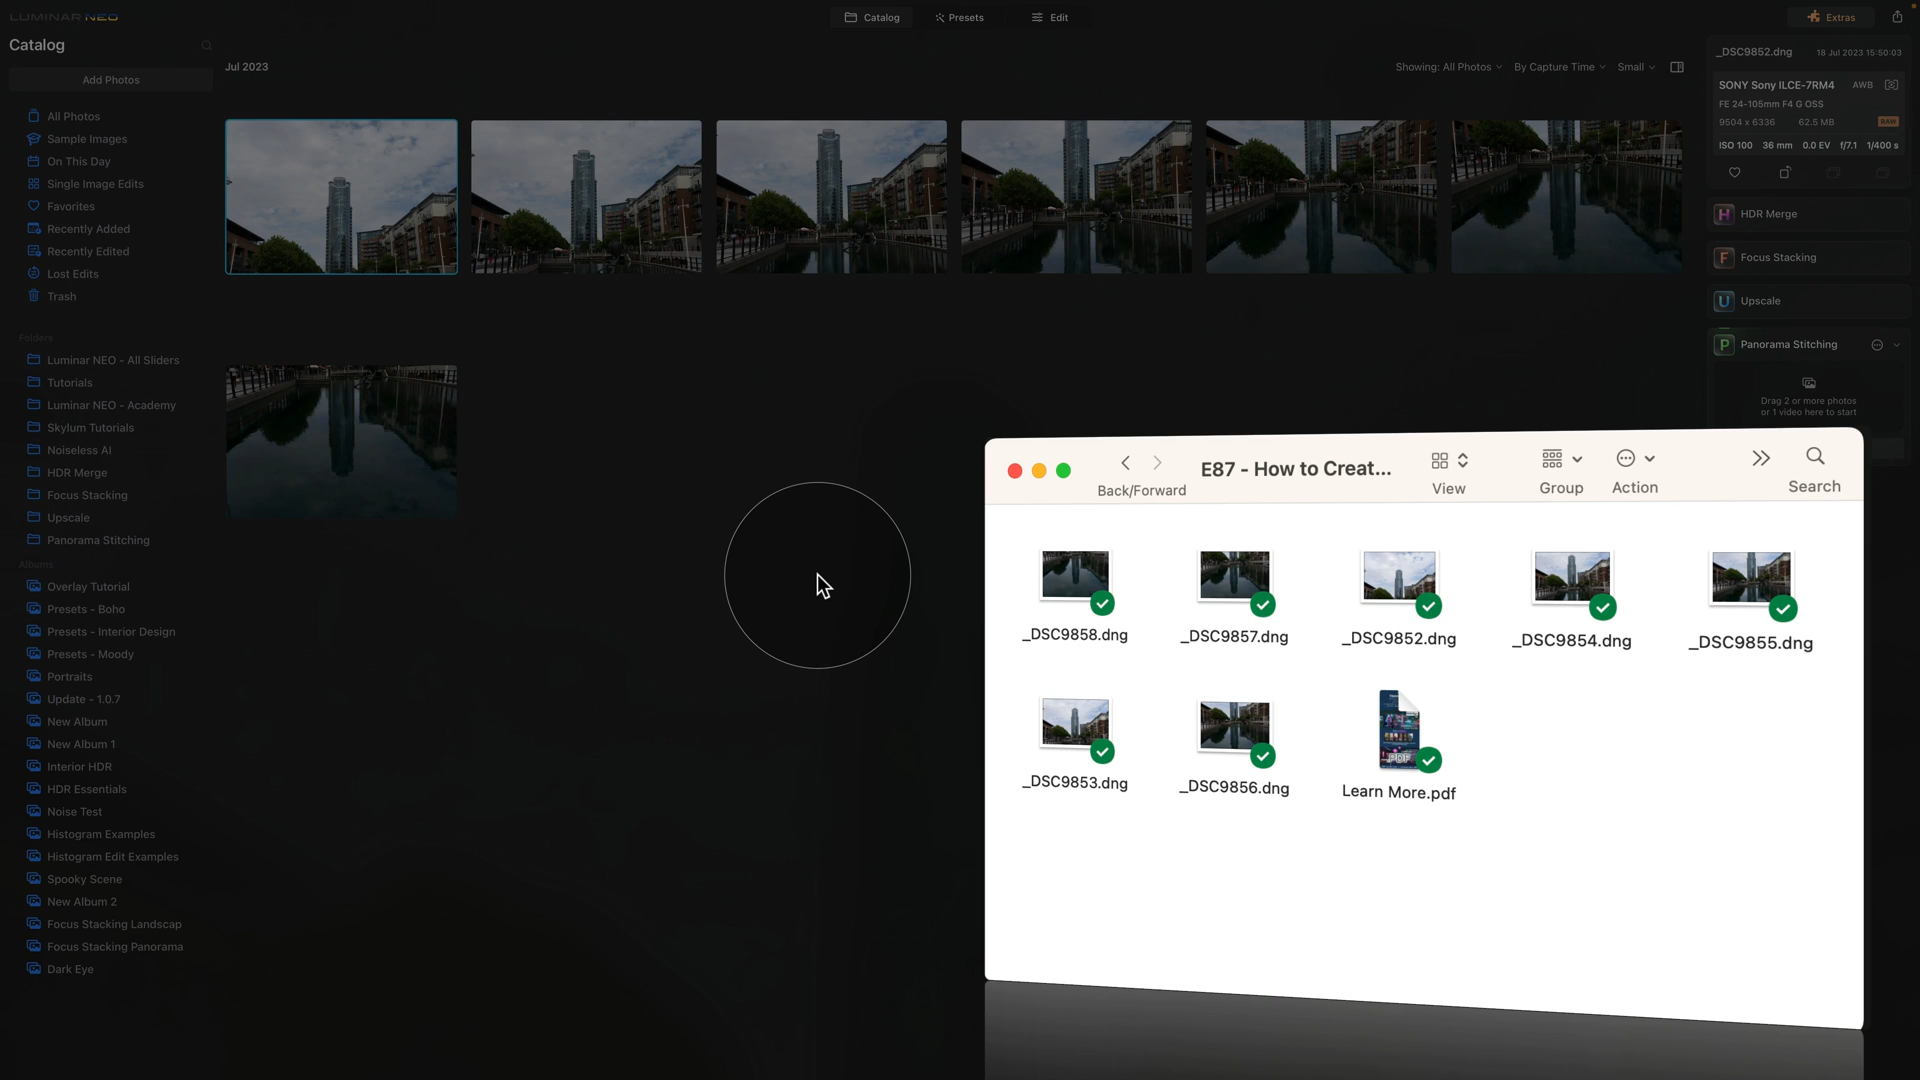 LUMINAR NEO
Catalog
Presets
Edit
Extras
Catalog
Add Photos
All Photos
Sample Images
On This Day
Single Image Edits
Favorites
Recently Added
Recently Edited
Lost Edits
Trash
Folders
Luminar NEO - All Sliders
Tutorials
Luminar NEO - Academy
Skylum Tutorials
Noiseless AI
HDR Merge
Focus Stacking
Upscale
Panorama Stitching
Albums
Overlay Tutorial
Presets - Boho
Presets - Interior Design
Presets - Moody
Portraits
Update - 1.0.7
New Album
New Album 1
Interior HDR
HDR Essentials
Noise Test
Histogram Examples
Histogram Edit Examples
Spooky Scene
New Album 2
Focus Stacking Landscap
Focus Stacking Panorama
Dark Eye
Jul 2023
Showing: All Photos
By Capture Time
Small
_DSC9852.dng
18 Jul 2023 15:50:03
SONY Sony ILCE-7RM4
AWB
FE 24-105mm F4 G OSS
9504 x 6336
62.5 MB
RAW
ISO 100
36 mm
0.0 EV
f/7.1
1/400 s
H
HDR Merge
F
Focus Stacking
U
Upscale
P
Panorama Stitching
Drag 2 or more photos
or 1 video here to start
E87 - How to Creat...
Back/Forward
View
Group
Action
Search
_DSC9858.dng
_DSC9857.dng
_DSC9852.dng
_DSC9854.dng
_DSC9855.dng
_DSC9853.dng
_DSC9856.dng
PDF
Learn More.pdf